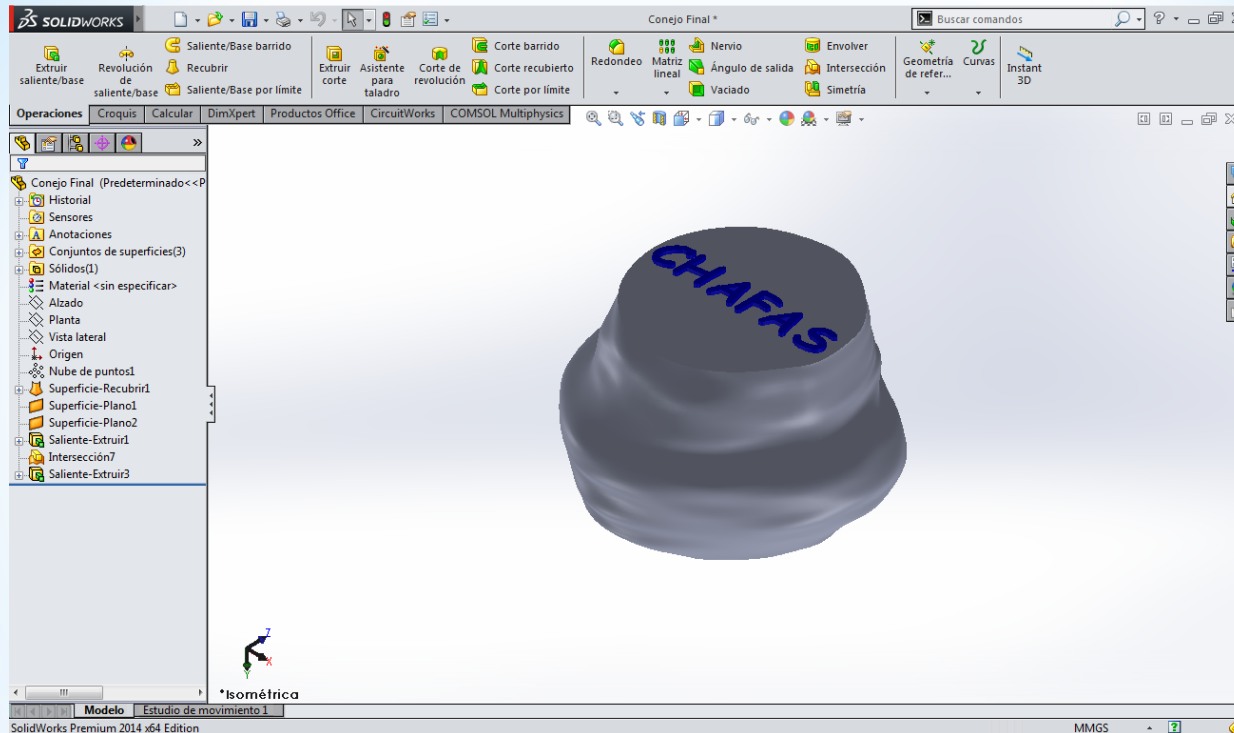 SOLIDWORKS
Conejo Final *
Buscar comandos
Extruir saliente/base
Revolución de saliente/base
Saliente/Base barrido
Recubrir
Saliente/Base por límite
Extruir corte
Asistente para taladro
Corte de revolución
Corte barrido
Corte recubierto
Corte por límite
Redondeo
Matriz lineal
Nervio
Ángulo de salida
Vaciado
Envolver
Intersección
Simetría
Geometría de refer...
Curvas
Instant 3D
Operaciones
Croquis
Calcular
DimXpert
Productos Office
CircuitWorks
COMSOL Multiphysics
Conejo Final (Predeterminado<<P
Historial
Sensores
Anotaciones
Conjuntos de superficies(3)
Sólidos(1)
Material <sin especificar>
Alzado
Planta
Vista lateral
Origen
Nube de puntos1
Superficie-Recubrir1
Superficie-Plano1
Superficie-Plano2
Saliente-Extruir1
Intersección7
Saliente-Extruir3
CHAFAS
Z
X
Y
*Isométrica
Modelo
Estudio de movimiento 1
SolidWorks Premium 2014 x64 Edition
MMGS